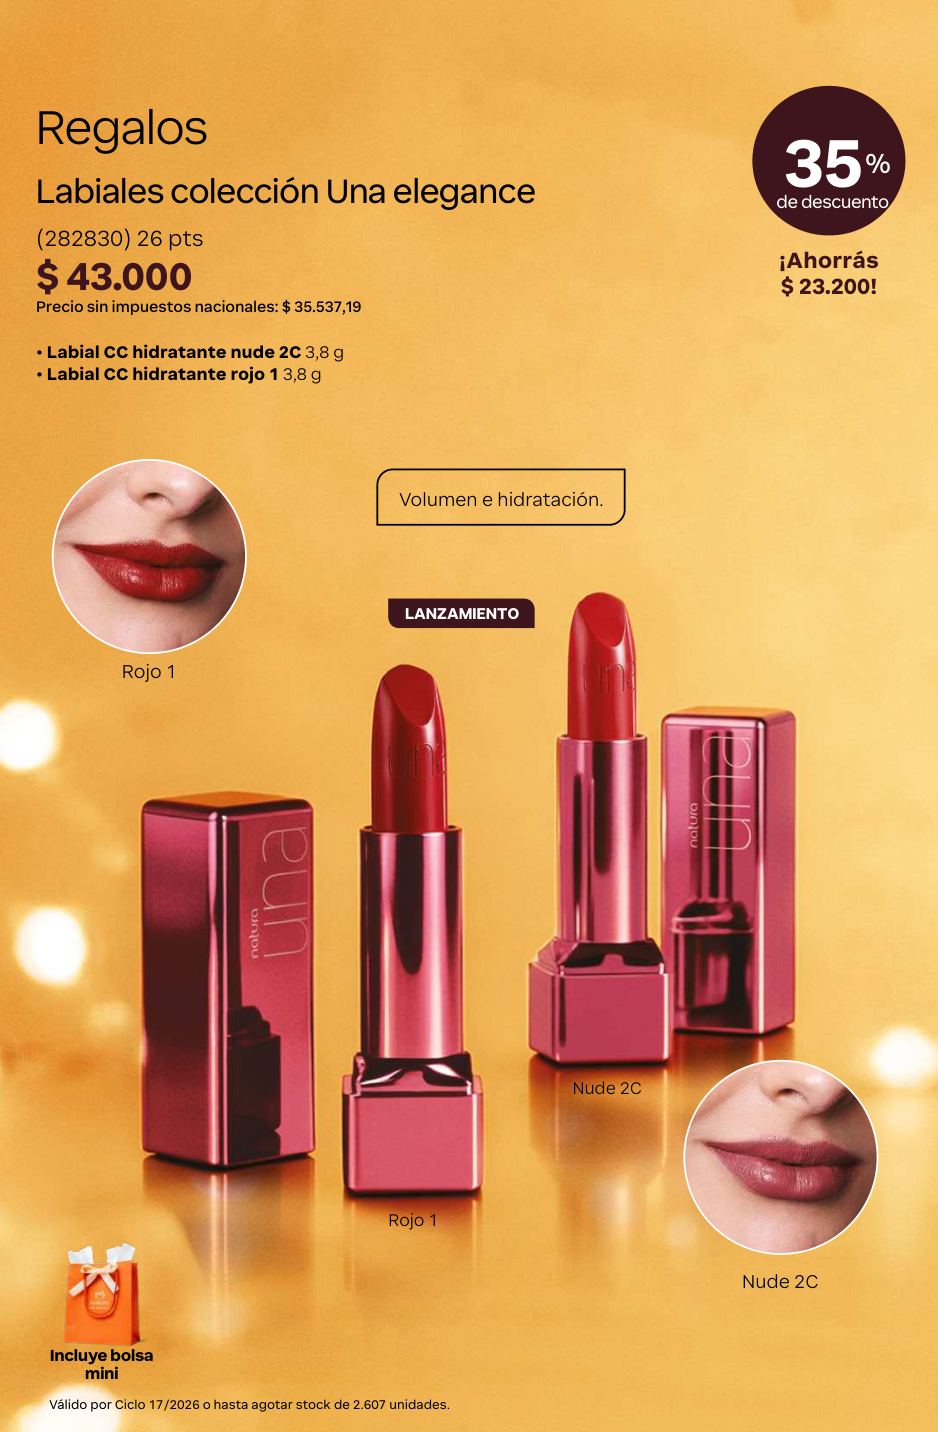 Regalos
Labiales colección Una elegance
(282830) 26 pts
$ 43.000
Precio sin impuestos nacionales: $ 35.537,19
• Labial CC hidratante nude 2C 3,8 g
• Labial CC hidratante rojo 1 3,8 g
35%
de descuento
¡Ahorrás
$ 23.200!
Volumen e hidratación.
LANZAMIENTO
Rojo 1
una
una
natura
una
natura
una
Nude 2C
Rojo 1
Nude 2C
natura
Incluye bolsa
mini
Válido por Ciclo 17/2026 o hasta agotar stock de 2.607 unidades.